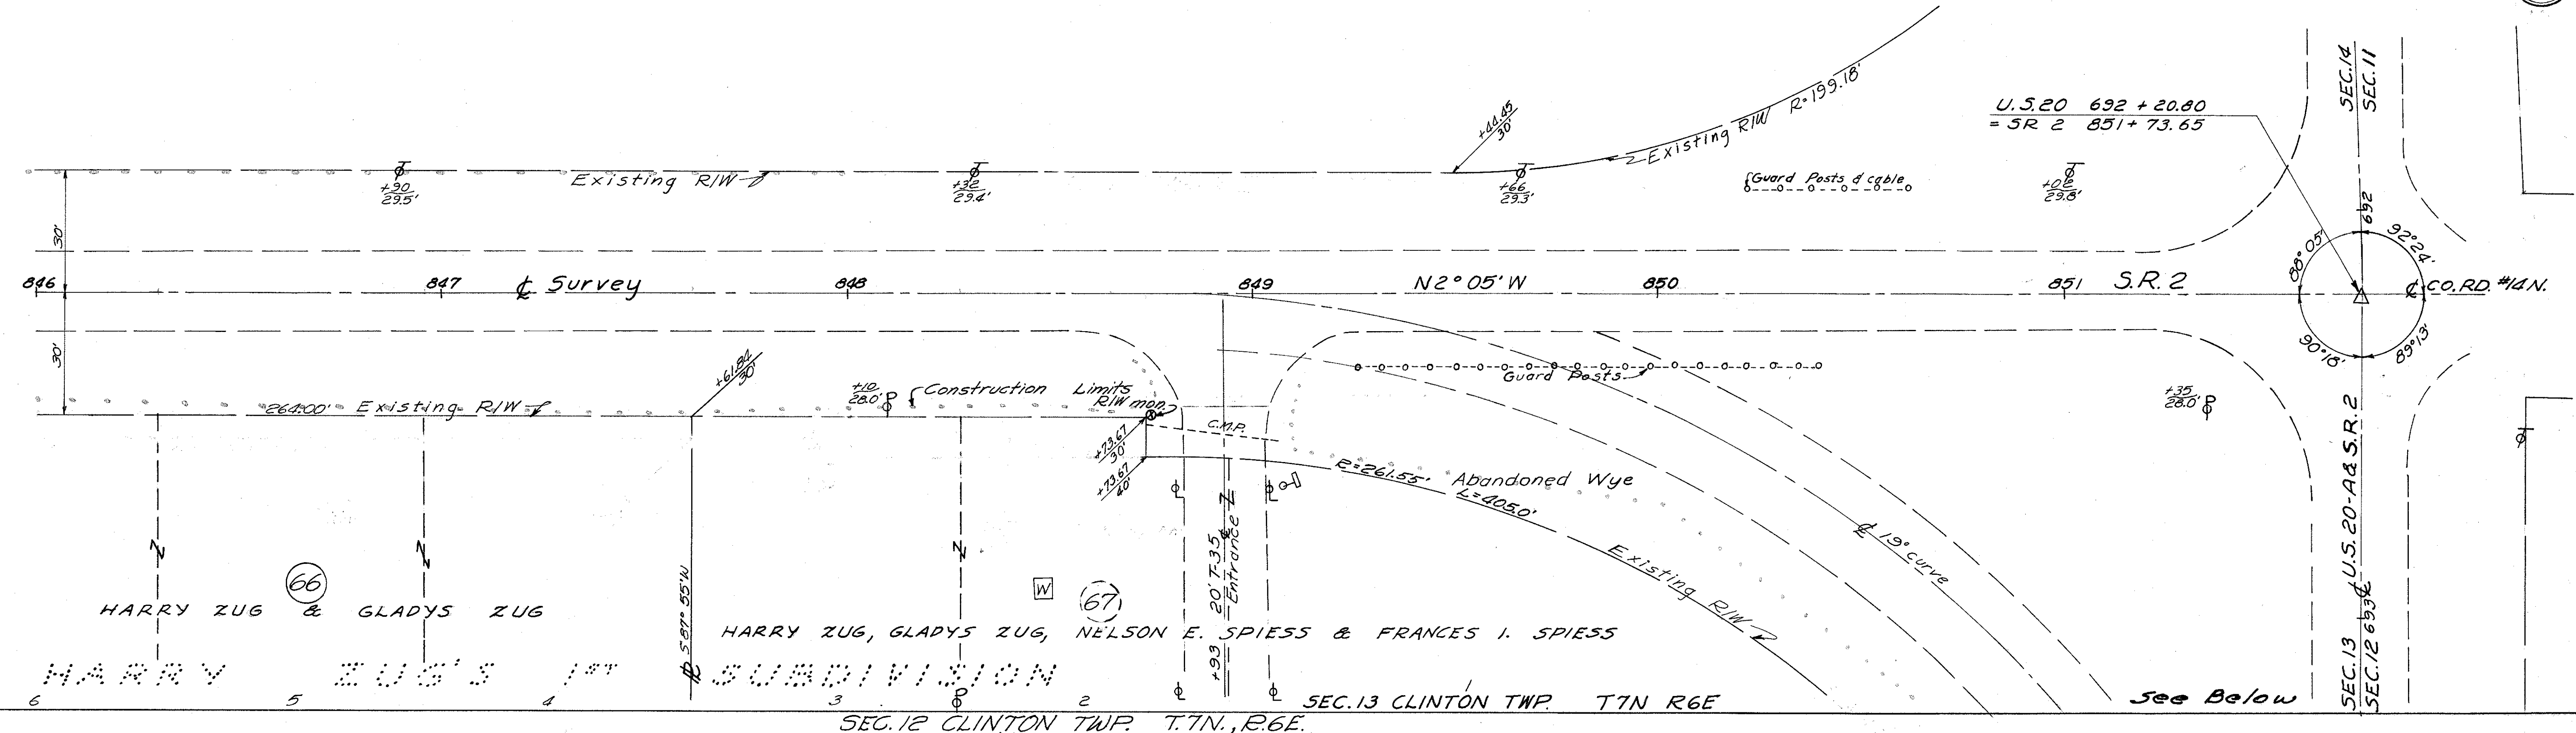 U.S.20 692 + 20.80
= SR 2 851 + 73.65
SEC. 14
SEC. 11
R=199.18'
Existing R/W
+44.45
30'
+90
29.5'
Existing R/W
+32
29.4'
+66
29.3'
Guard Posts & cable
29.8'
30'
692
88°05'
92°24'
846
847
℄ Survey
848
849
N2°05'W
850
851
S.R. 2
℄ CO. RD. #14 N.
30'
90°18'
89°13'
+61.84
30'
+10
28.0'
Construction Limits
R/W mon.
Guard Posts
+35
28.0'
264.00' Existing R/W
+73.67
30'
+73.67
40'
C.M.P.
R=261.55'
Abandoned Wye
L=405.0'
℄ 19° curve
Existing R/W
+93 20' T-35
Entrance
S 87° 55' W
66
HARRY ZUG & GLADYS ZUG
W
67
HARRY ZUG, GLADYS ZUG, NELSON E. SPIESS & FRANCES I. SPIESS
HARRY ZUG'S 1ST SUBDIVISION
6 5 4 3 2 1
SEC. 13 CLINTON TWP. T7N R6E
See Below
SEC. 12 CLINTON TWP. T.7N., R.6E.
SEC. 13 ℄ U.S. 20-A & S.R. 2
SEC. 12 693